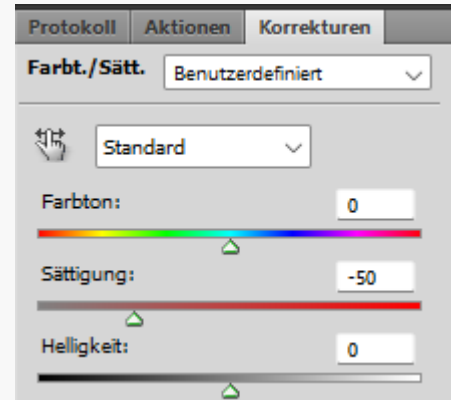 Protokoll Aktionen Korrekturen
Farbt./Sätt. Benutzerdefiniert
Standard
Farbton: 0
Sättigung: -50
Helligkeit: 0